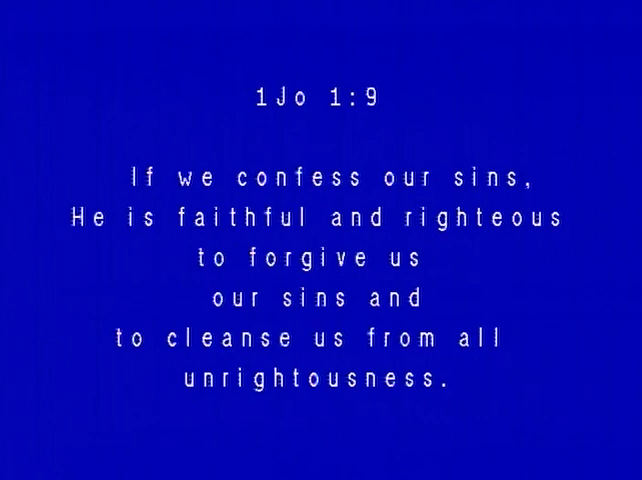 1Jo 1:9
If we confess our sins,
He is faithful and righteous
to forgive us
our sins and
to cleanse us from all
unrightousness.